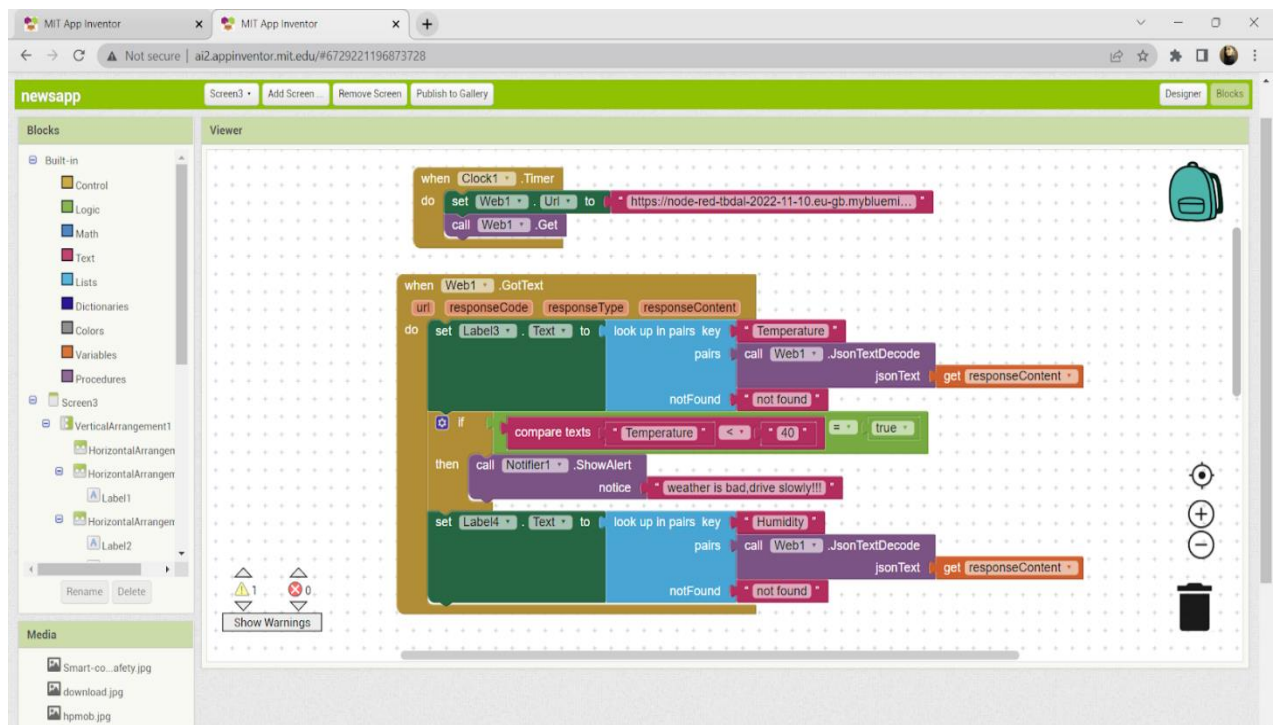 MIT App Inventor
MIT App Inventor
Not secure | ai2.appinventor.mit.edu/#6729221196873728
newsapp
Screen3 Add Screen ... Remove Screen Publish to Gallery Designer Blocks
Blocks
Viewer
Built-in
Control
Logic
Math
Text
Lists
Dictionaries
Colors
Variables
Procedures
Screen3
VerticalArrangement1
HorizontalArrangen
HorizontalArrangen
Label1
HorizontalArrangen
Label2
Rename Delete
Media
Smart-co...afety.jpg
download.jpg
hpmob.jpg
when Clock1 .Timer
do set Web1 . Url to " https://node-red-tbdal-2022-11-10.eu-gb.mybluemi... "
call Web1 .Get
when Web1 .GotText
url responseCode responseType responseContent
do set Label3 . Text to look up in pairs key " Temperature "
pairs call Web1 .JsonTextDecode
jsonText get responseContent
notFound " not found "
if compare texts " Temperature " < " 40 " = true
then call Notifier1 .ShowAlert
notice " weather is bad,drive slowly!!! "
set Label4 . Text to look up in pairs key " Humidity "
pairs call Web1 .JsonTextDecode
jsonText get responseContent
notFound " not found "
1 0
Show Warnings